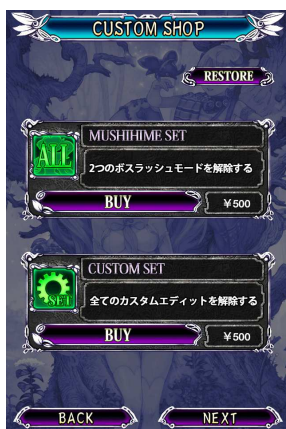 CUSTOM SHOP
RESTORE
MUSHIHIME SET
ALL
2つのボスラッシュモードを解除する
BUY
￥500
CUSTOM SET
SET
全てのカスタムエディットを解除する
BUY
￥500
BACK
NEXT